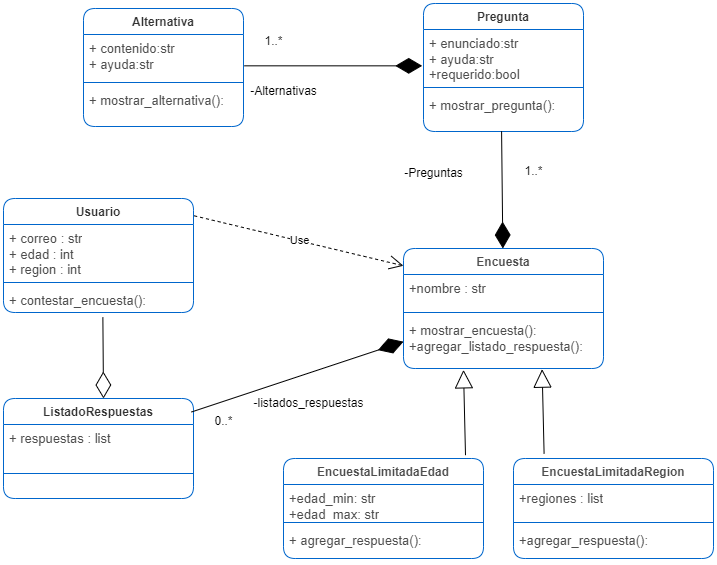 Alternativa
+ contenido:str
+ ayuda:str
+ mostrar_alternativa():
1..*
-Alternativas
Pregunta
+ enunciado:str
+ ayuda:str
+requerido:bool
+ mostrar_pregunta():
-Preguntas
1..*
Usuario
+ correo : str
+ edad : int
+ region : int
+ contestar_encuesta():
Use
Encuesta
+nombre : str
+ mostrar_encuesta():
+agregar_listado_respuesta():
ListadoRespuestas
+ respuestas : list
-listados_respuestas
0..*
EncuestaLimitadaEdad
+edad_min: str
+edad_max: str
+ agregar_respuesta():
EncuestaLimitadaRegion
+regiones : list
+agregar_respuesta():